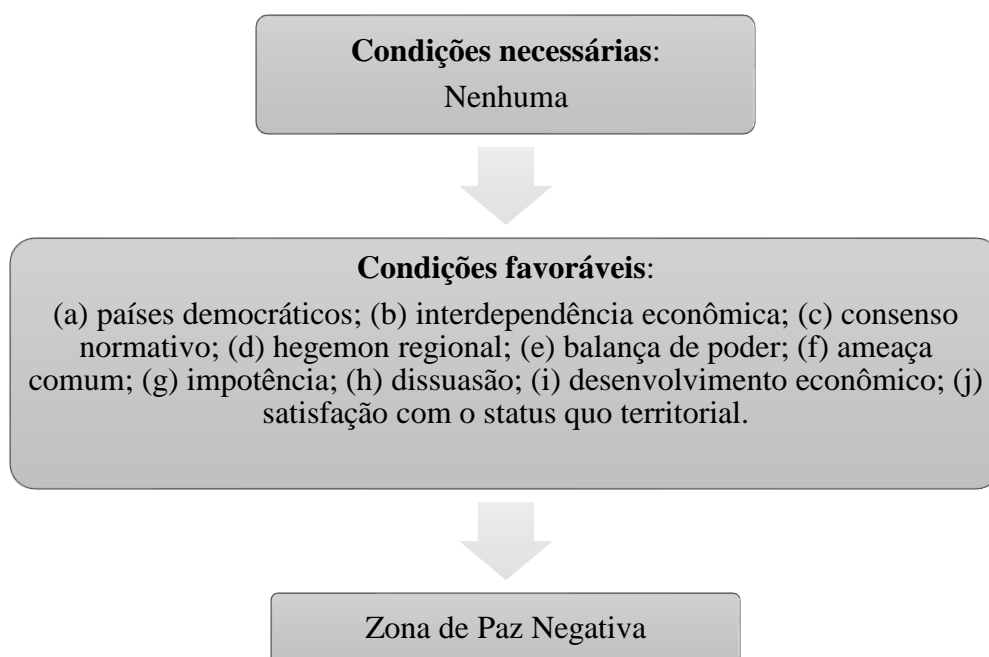 Condições necessárias:
Nenhuma
Condições favoráveis:
(a) países democráticos; (b) interdependência econômica; (c) consenso
normativo; (d) hegemon regional; (e) balança de poder; (f) ameaça
comum; (g) impotência; (h) dissuasão; (i) desenvolvimento econômico; (j)
satisfação com o status quo territorial.
Zona de Paz Negativa